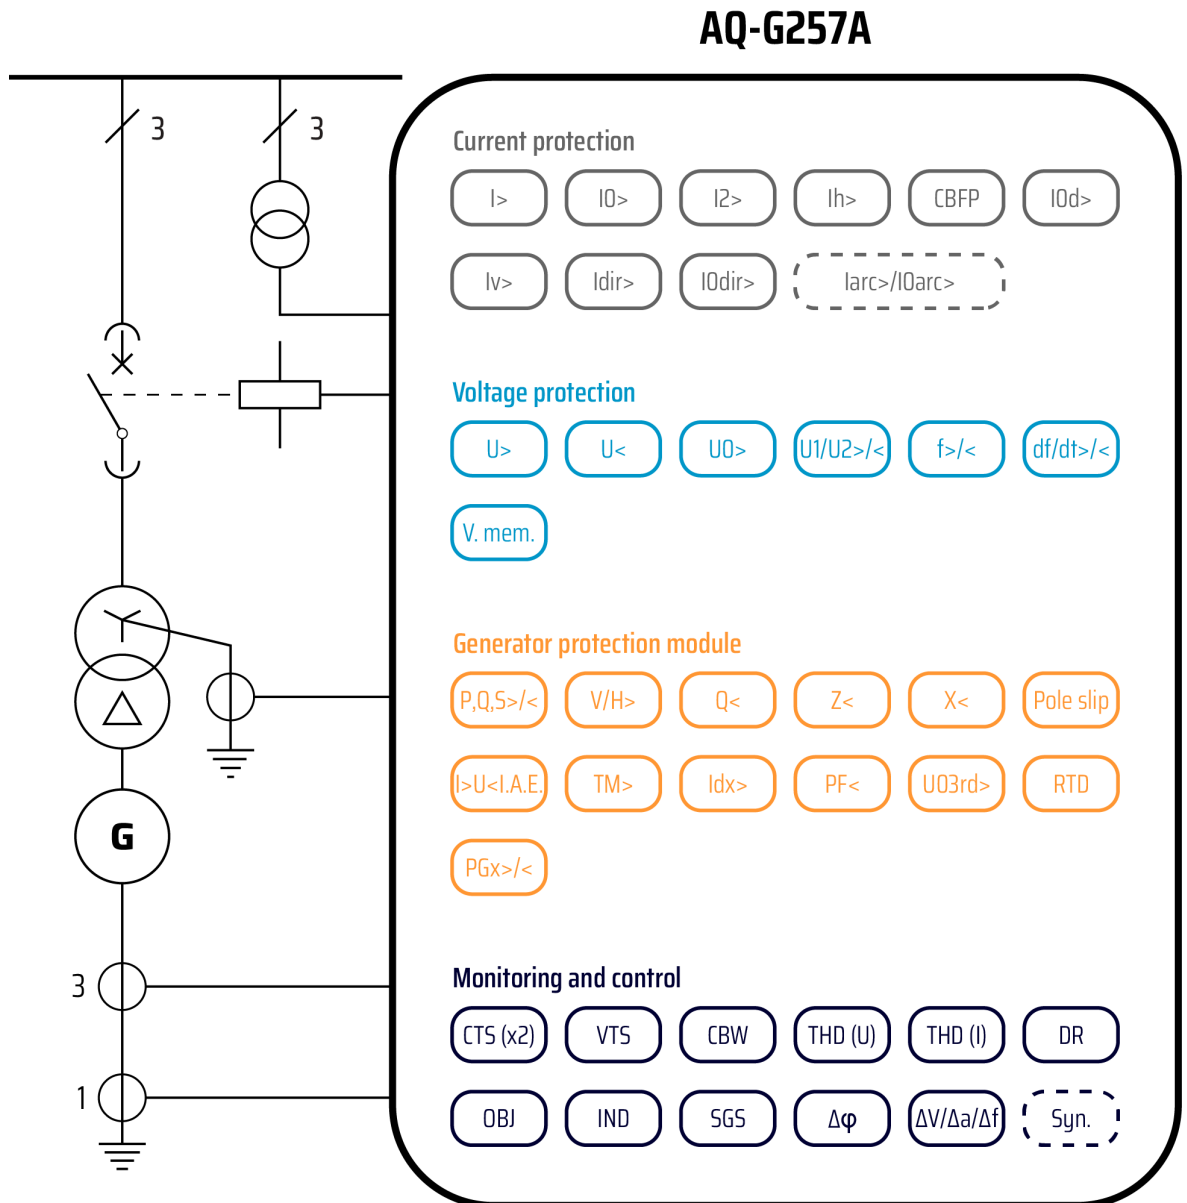 AQ-G257A
3 3
Current protection
I> I0> I2> Ih> CBFP I0d>
Iv> Idir> I0dir> Iarc>/I0arc>
Voltage protection
U> U< U0> U1/U2>/< f>/< df/dt>/<
V. mem.
Generator protection module
P,Q,S>/< V/H> Q< Z< X< Pole slip
I>U<I.A.E. TM> Idx> PF< U03rd> RTD
G
PGx>/<
Monitoring and control
3
CTS (x2) VTS CBW THD (U) THD (I) DR
1
OBJ IND SGS Δφ ΔV/Δa/Δf Syn.